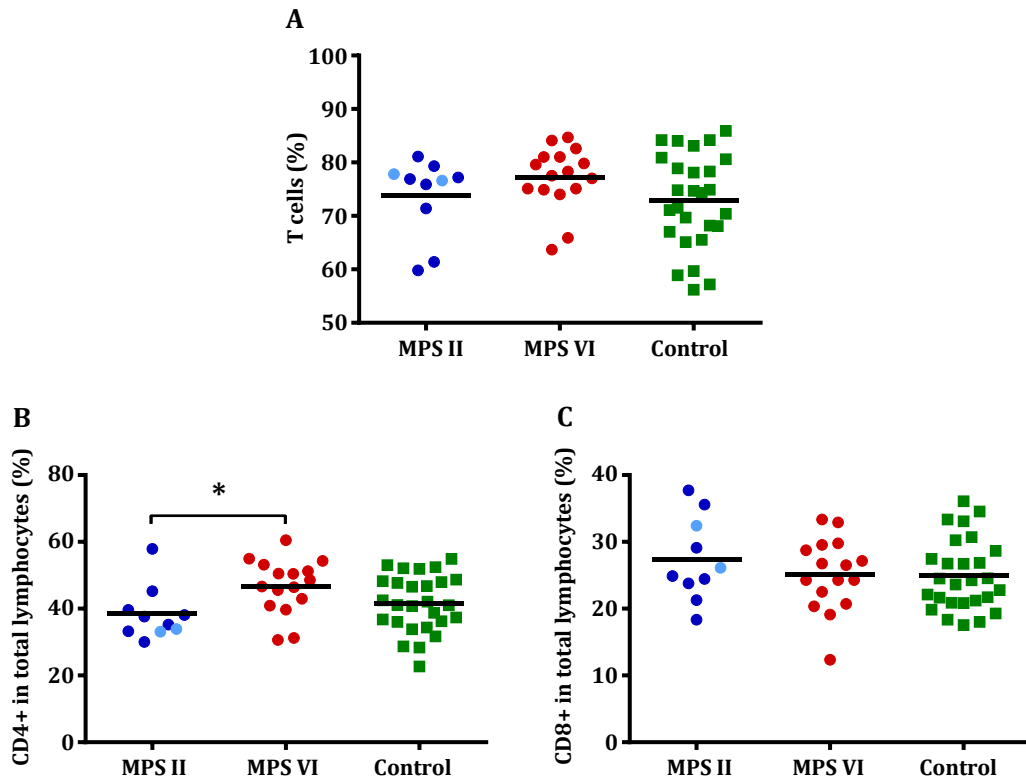 A
T cells (%)
100
90
80
70
60
50
MPS II MPS VI Control
B
CD4+ in total lymphocytes (%)
80
60
40
20
0
*
MPS II MPS VI Control
C
CD8+ in total lymphocytes (%)
40
30
20
10
0
MPS II MPS VI Control